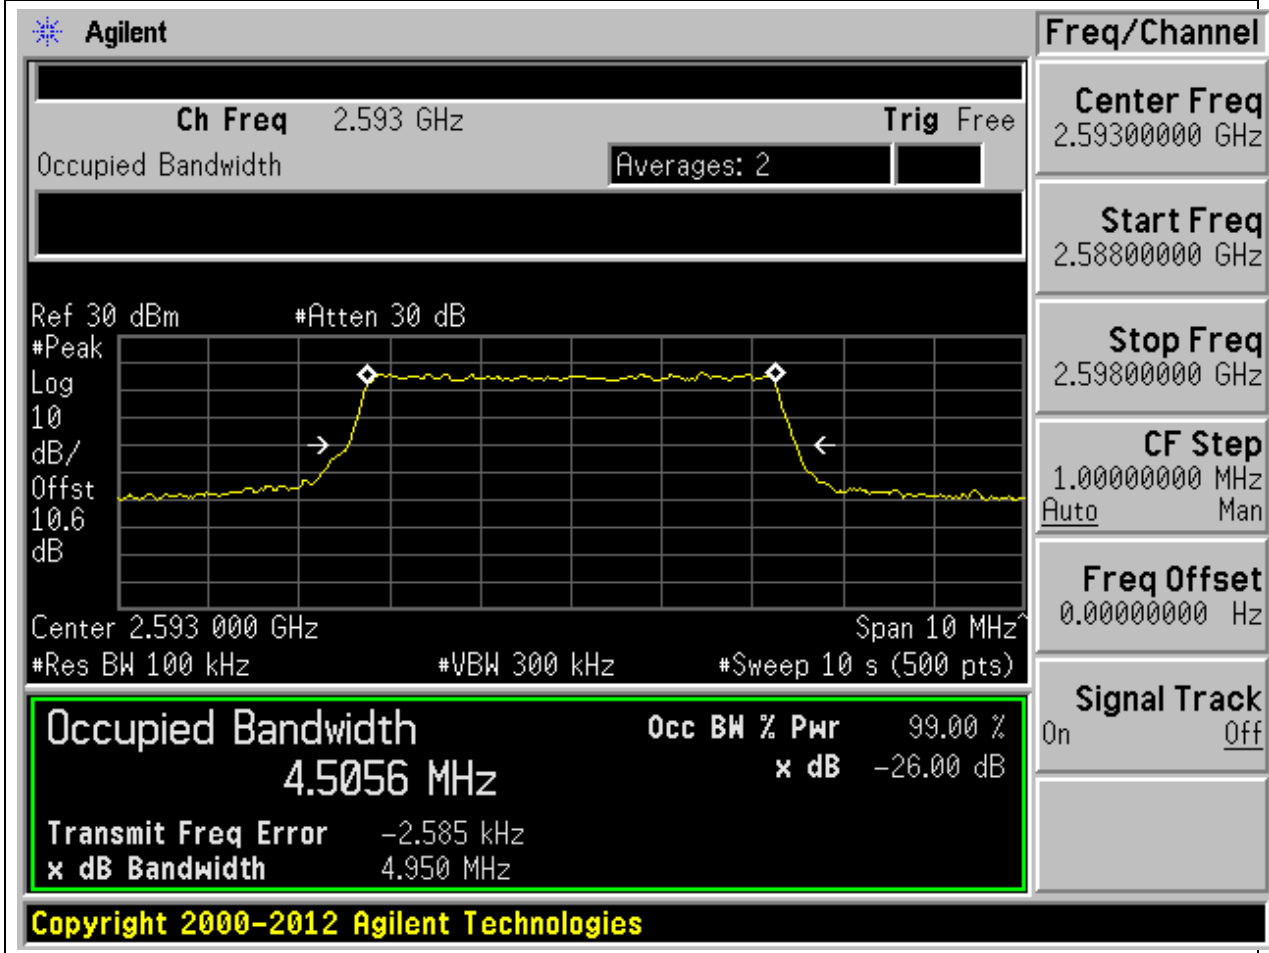 Agilent
Freq/Channel
Ch Freq 2.593 GHz Trig Free
Occupied Bandwidth Averages: 2
Ref 30 dBm #Atten 30 dB
#Peak
Log
10
dB/
Offst
10.6
dB
Center 2.593 000 GHz Span 10 MHz^
#Res BW 100 kHz #VBW 300 kHz #Sweep 10 s (500 pts)
Occupied Bandwidth
4.5056 MHz
Occ BW % Pwr 99.00 %
x dB -26.00 dB
Transmit Freq Error -2.585 kHz
x dB Bandwidth 4.950 MHz
Copyright 2000-2012 Agilent Technologies
Center Freq
2.59300000 GHz
Start Freq
2.58800000 GHz
Stop Freq
2.59800000 GHz
CF Step
1.00000000 MHz
Auto Man
Freq Offset
0.00000000 Hz
Signal Track
On Off